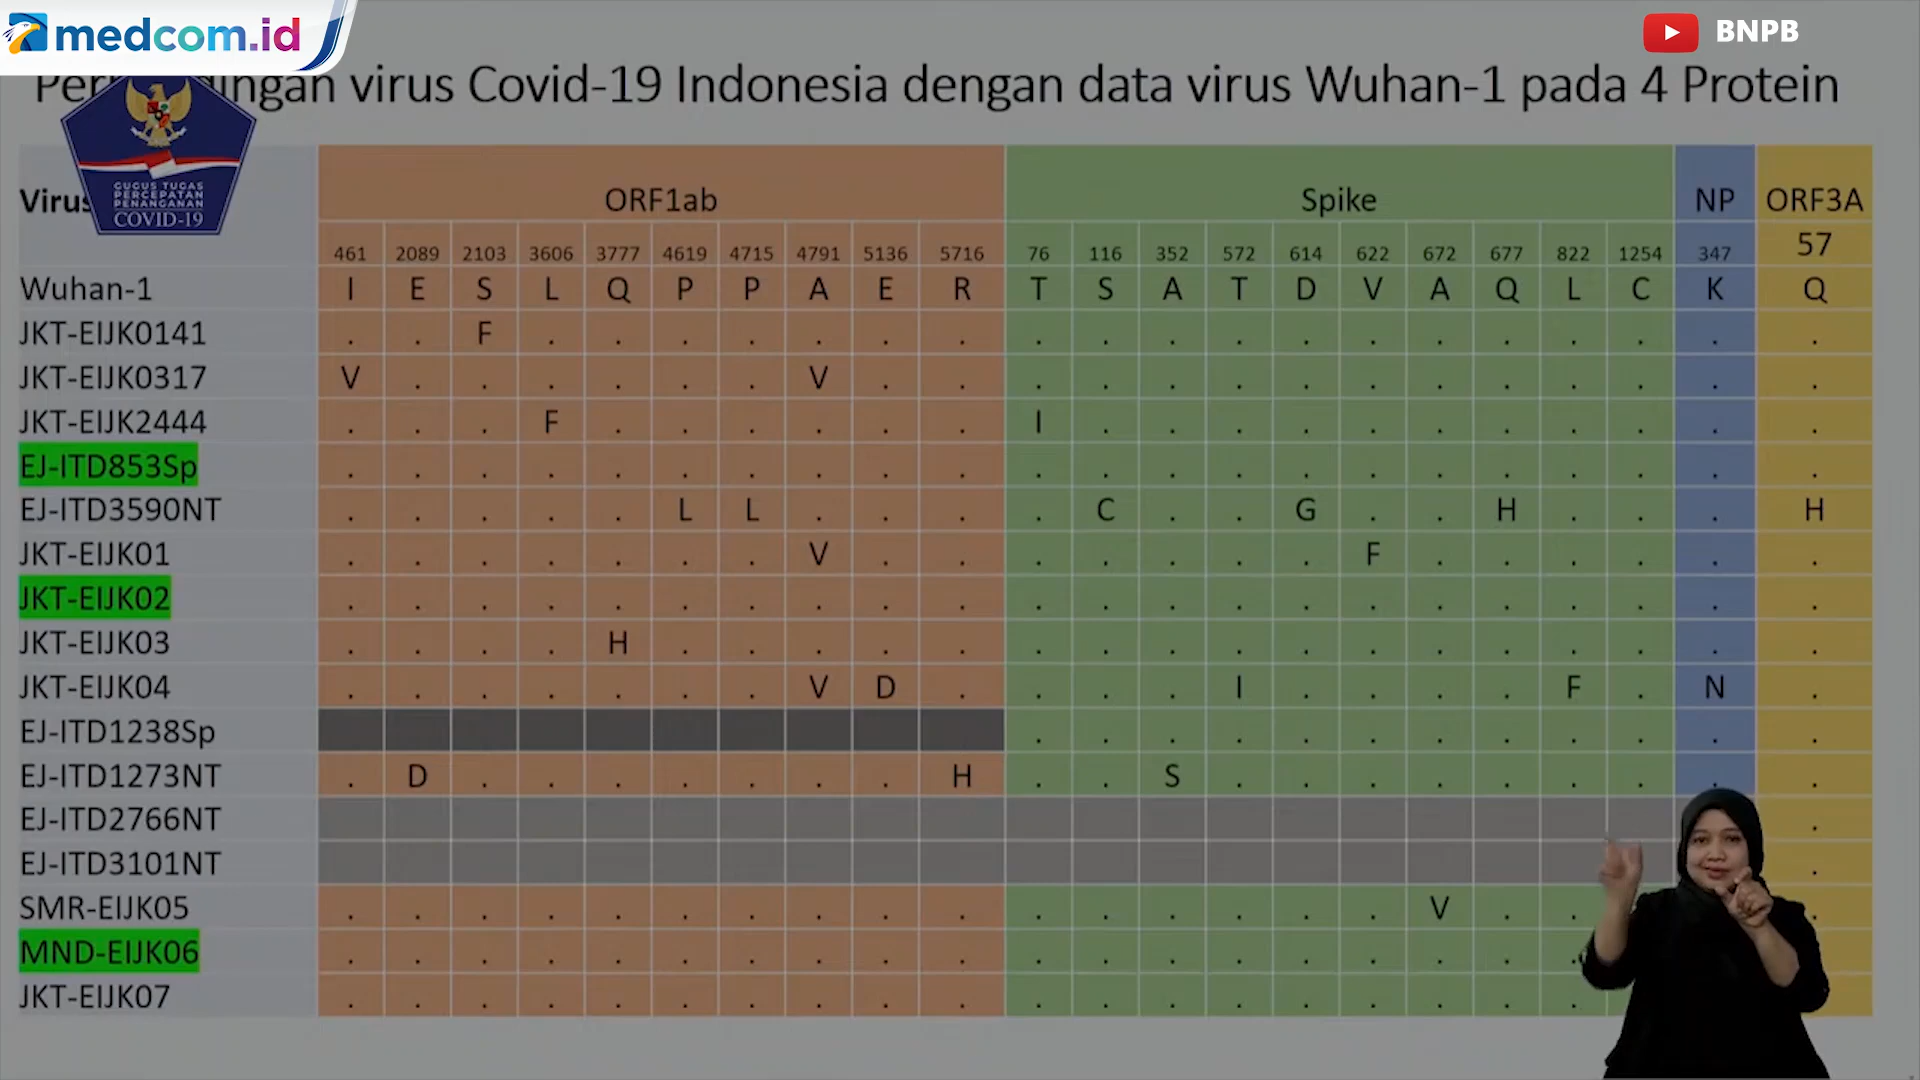 medcom.id
BNPB
virus Covid-19 Indonesia dengan data virus Wuhan-1 pada 4 Protein
GUGUS TUGAS
PERCEPATAN
PENANGANAN
COVID-19
Virus ORF1ab Spike NP ORF3A
461 2089 2103 3606 3777 4619 4715 4791 5136 5716 76 116 352 572 614 622 672 677 822 1254 347 57
Wuhan-1 I E S L Q P P A E R T S A T D V A Q L C K Q
JKT-EIJK0141 . . F . . . . . . . . . . . . . . . . . . .
JKT-EIJK0317 V . . . . . . V . . . . . . . . . . . . . .
JKT-EIJK2444 . . . F . . . . . . I . . . . . . . . . . .
EJ-ITD853Sp . . . . . . . . . . . . . . . . . . . . . .
EJ-ITD3590NT . . . . . L L . . . . C . . G . . H . . . H
JKT-EIJK01 . . . . . . . V . . . . . . . F . . . . . .
JKT-EIJK02 . . . . . . . . . . . . . . . . . . . . . .
JKT-EIJK03 . . . . H . . . . . . . . . . . . . . . . .
JKT-EIJK04 . . . . . . . V D . . . . I . . . . F . N .
EJ-ITD1238Sp . . . . . . . . . . . .
EJ-ITD1273NT . D . . . . . . . H . . S . . . . . . . . .
EJ-ITD2766NT .
EJ-ITD3101NT .
SMR-EIJK05 . . . . . . . . . . . . . . . . V . . .
MND-EIJK06 . . . . . . . . . . . . . . . . . . .
JKT-EIJK07 . . . . . . . . . . . . . . . . . . .